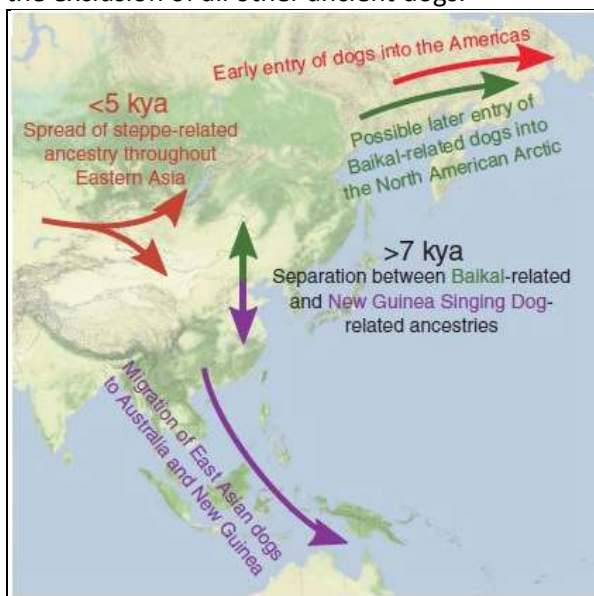 the exclusion of all other ancient dogs.
Early entry of dogs into the Americas
<5 kya
Spread of steppe-related
ancestry throughout
Eastern Asia
Possible later entry of
Baikal-related dogs into
the North American Arctic
>7 kya
Separation between Baikal-related
and New Guinea Singing Dog-
related ancestries
Migration of East Asian dogs
to Australia and New Guinea